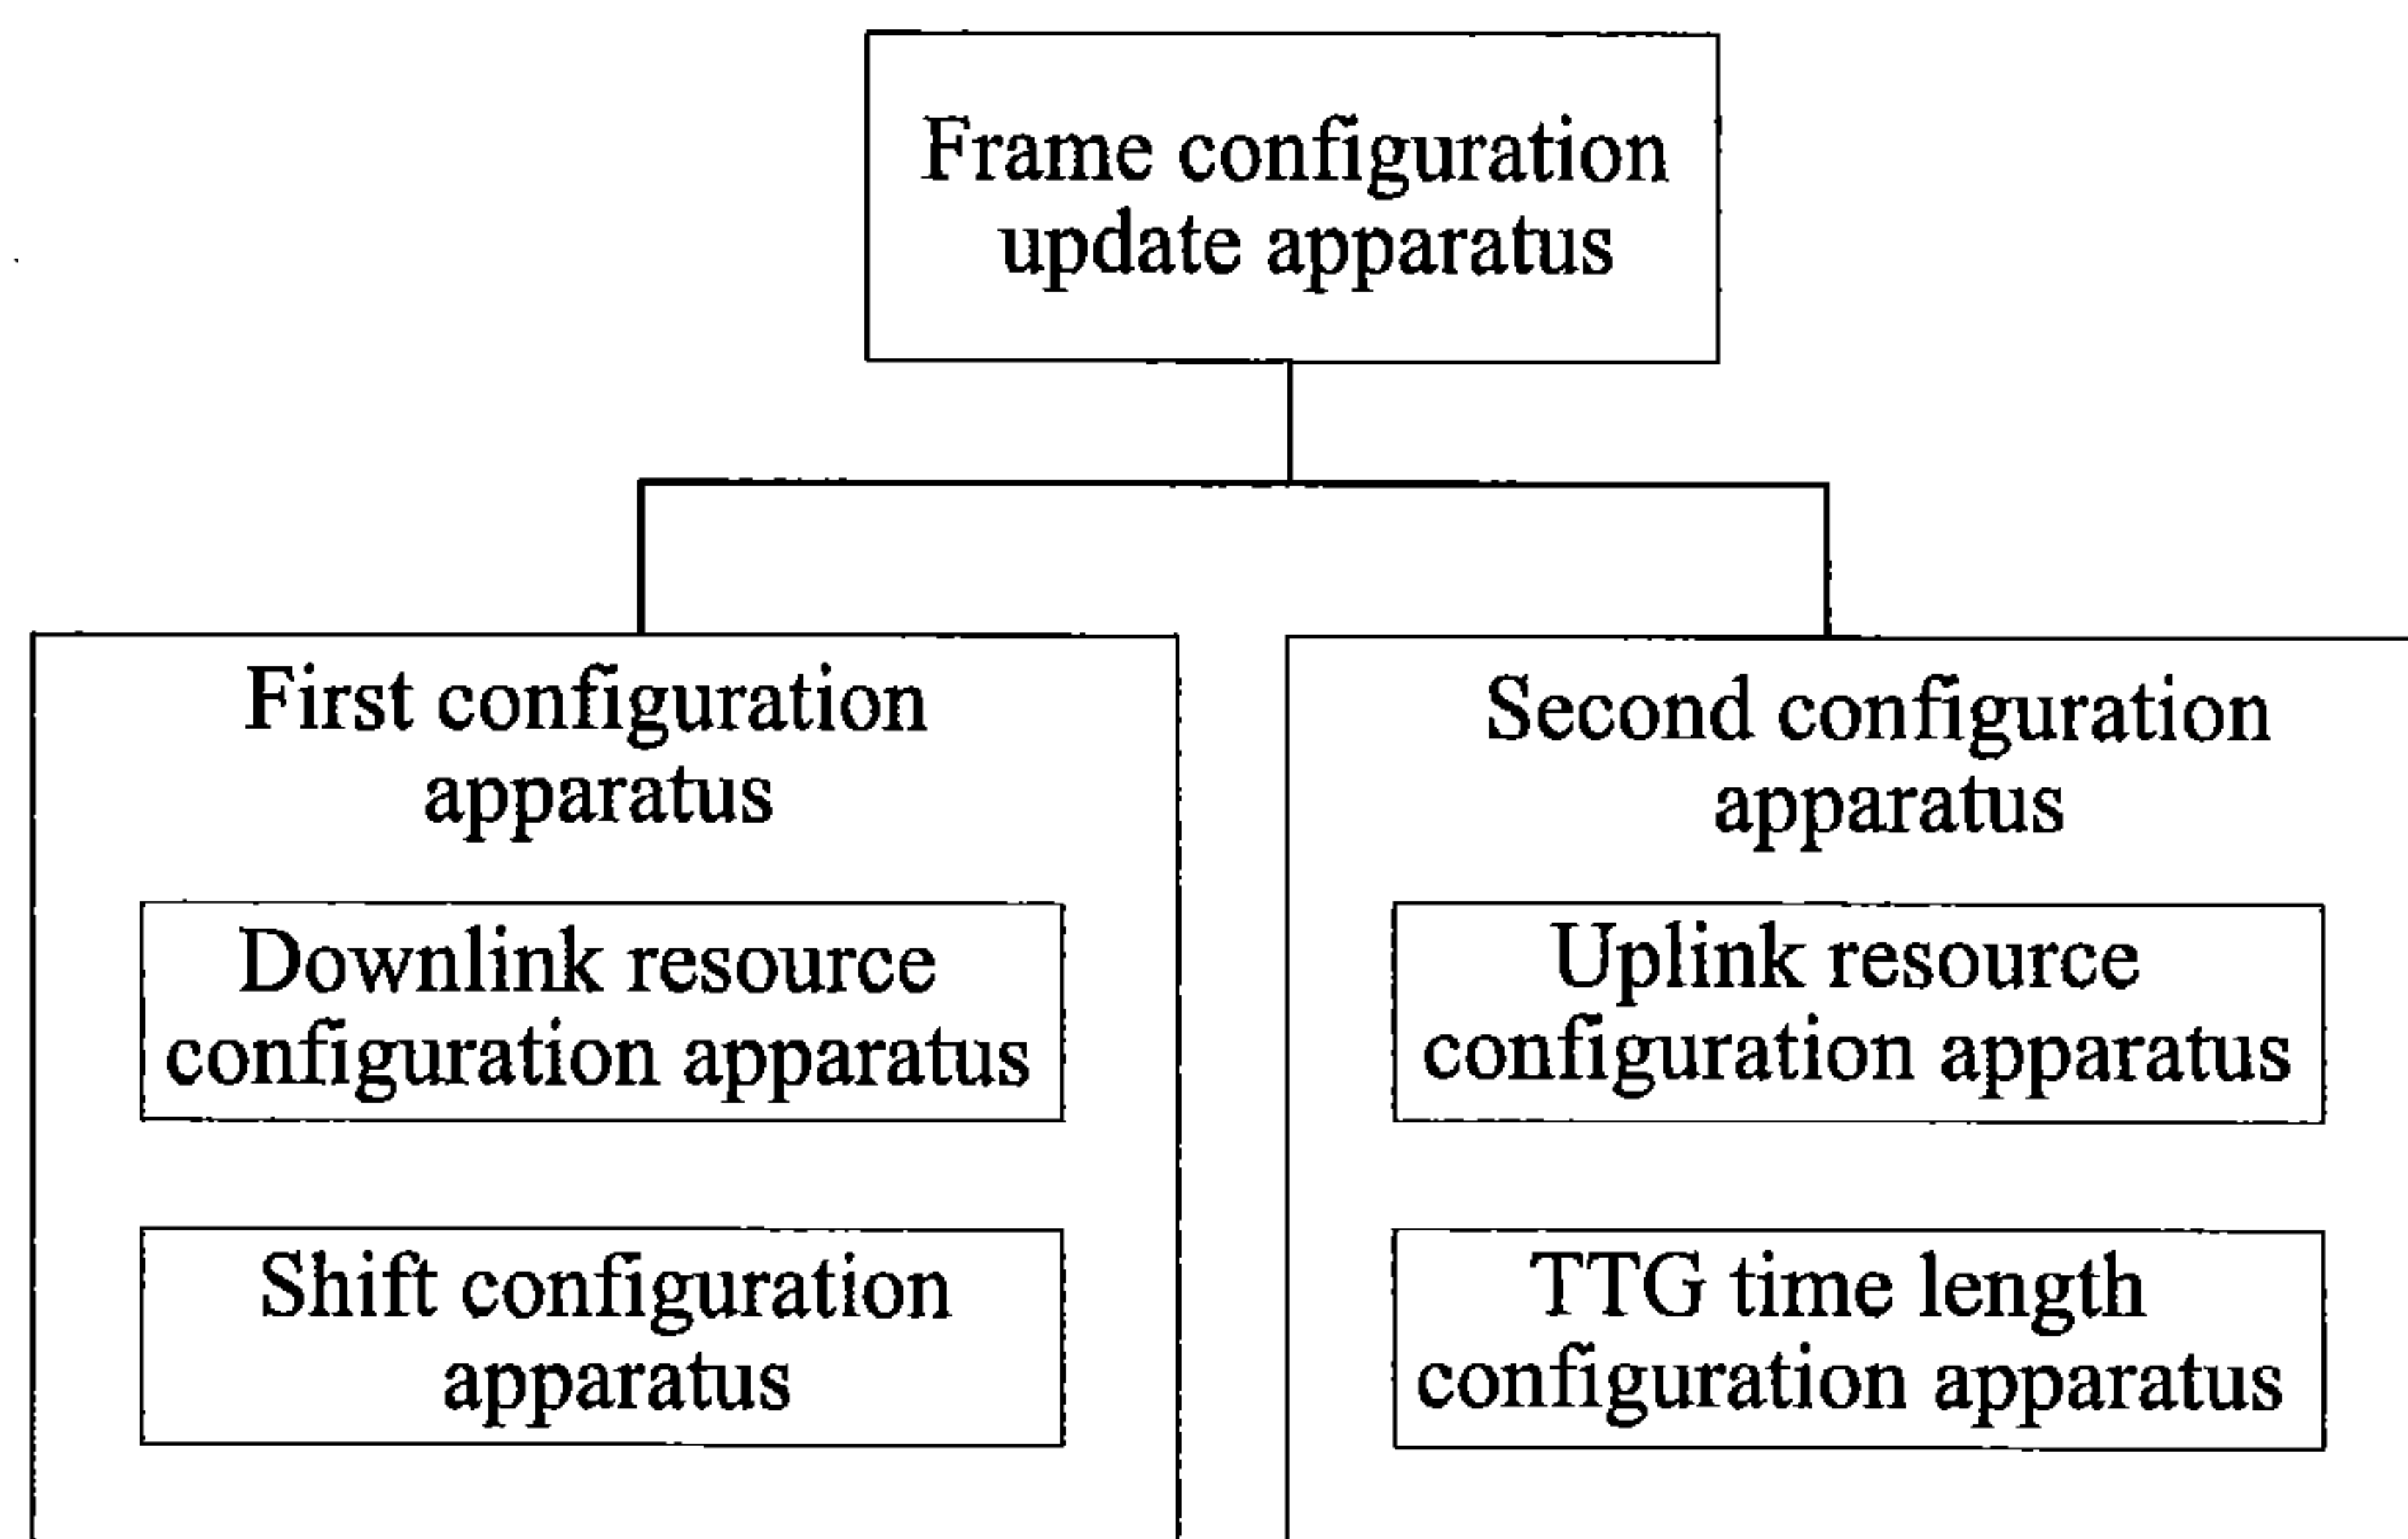 Frame configuration
update apparatus
First configuration
apparatus
Downlink resource
configuration apparatus
Shift configuration
apparatus
Second configuration
apparatus
Uplink resource
configuration apparatus
TTG time length
configuration apparatus